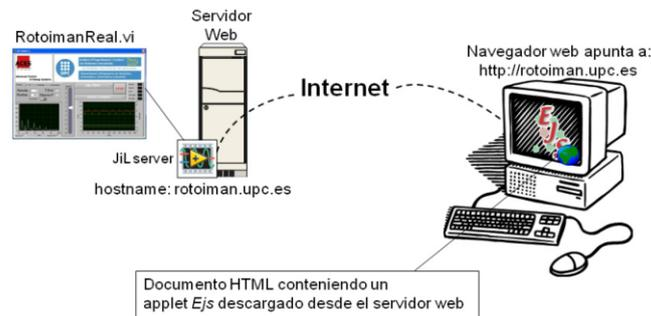 Servidor
Web
RotoimanReal.vi
Navegador web apunta a:
http://rotoiman.upc.es
Internet
EJS
JiL server
hostname: rotoiman.upc.es
Documento HTML conteniendo un
applet Ejs descargado desde el servidor web